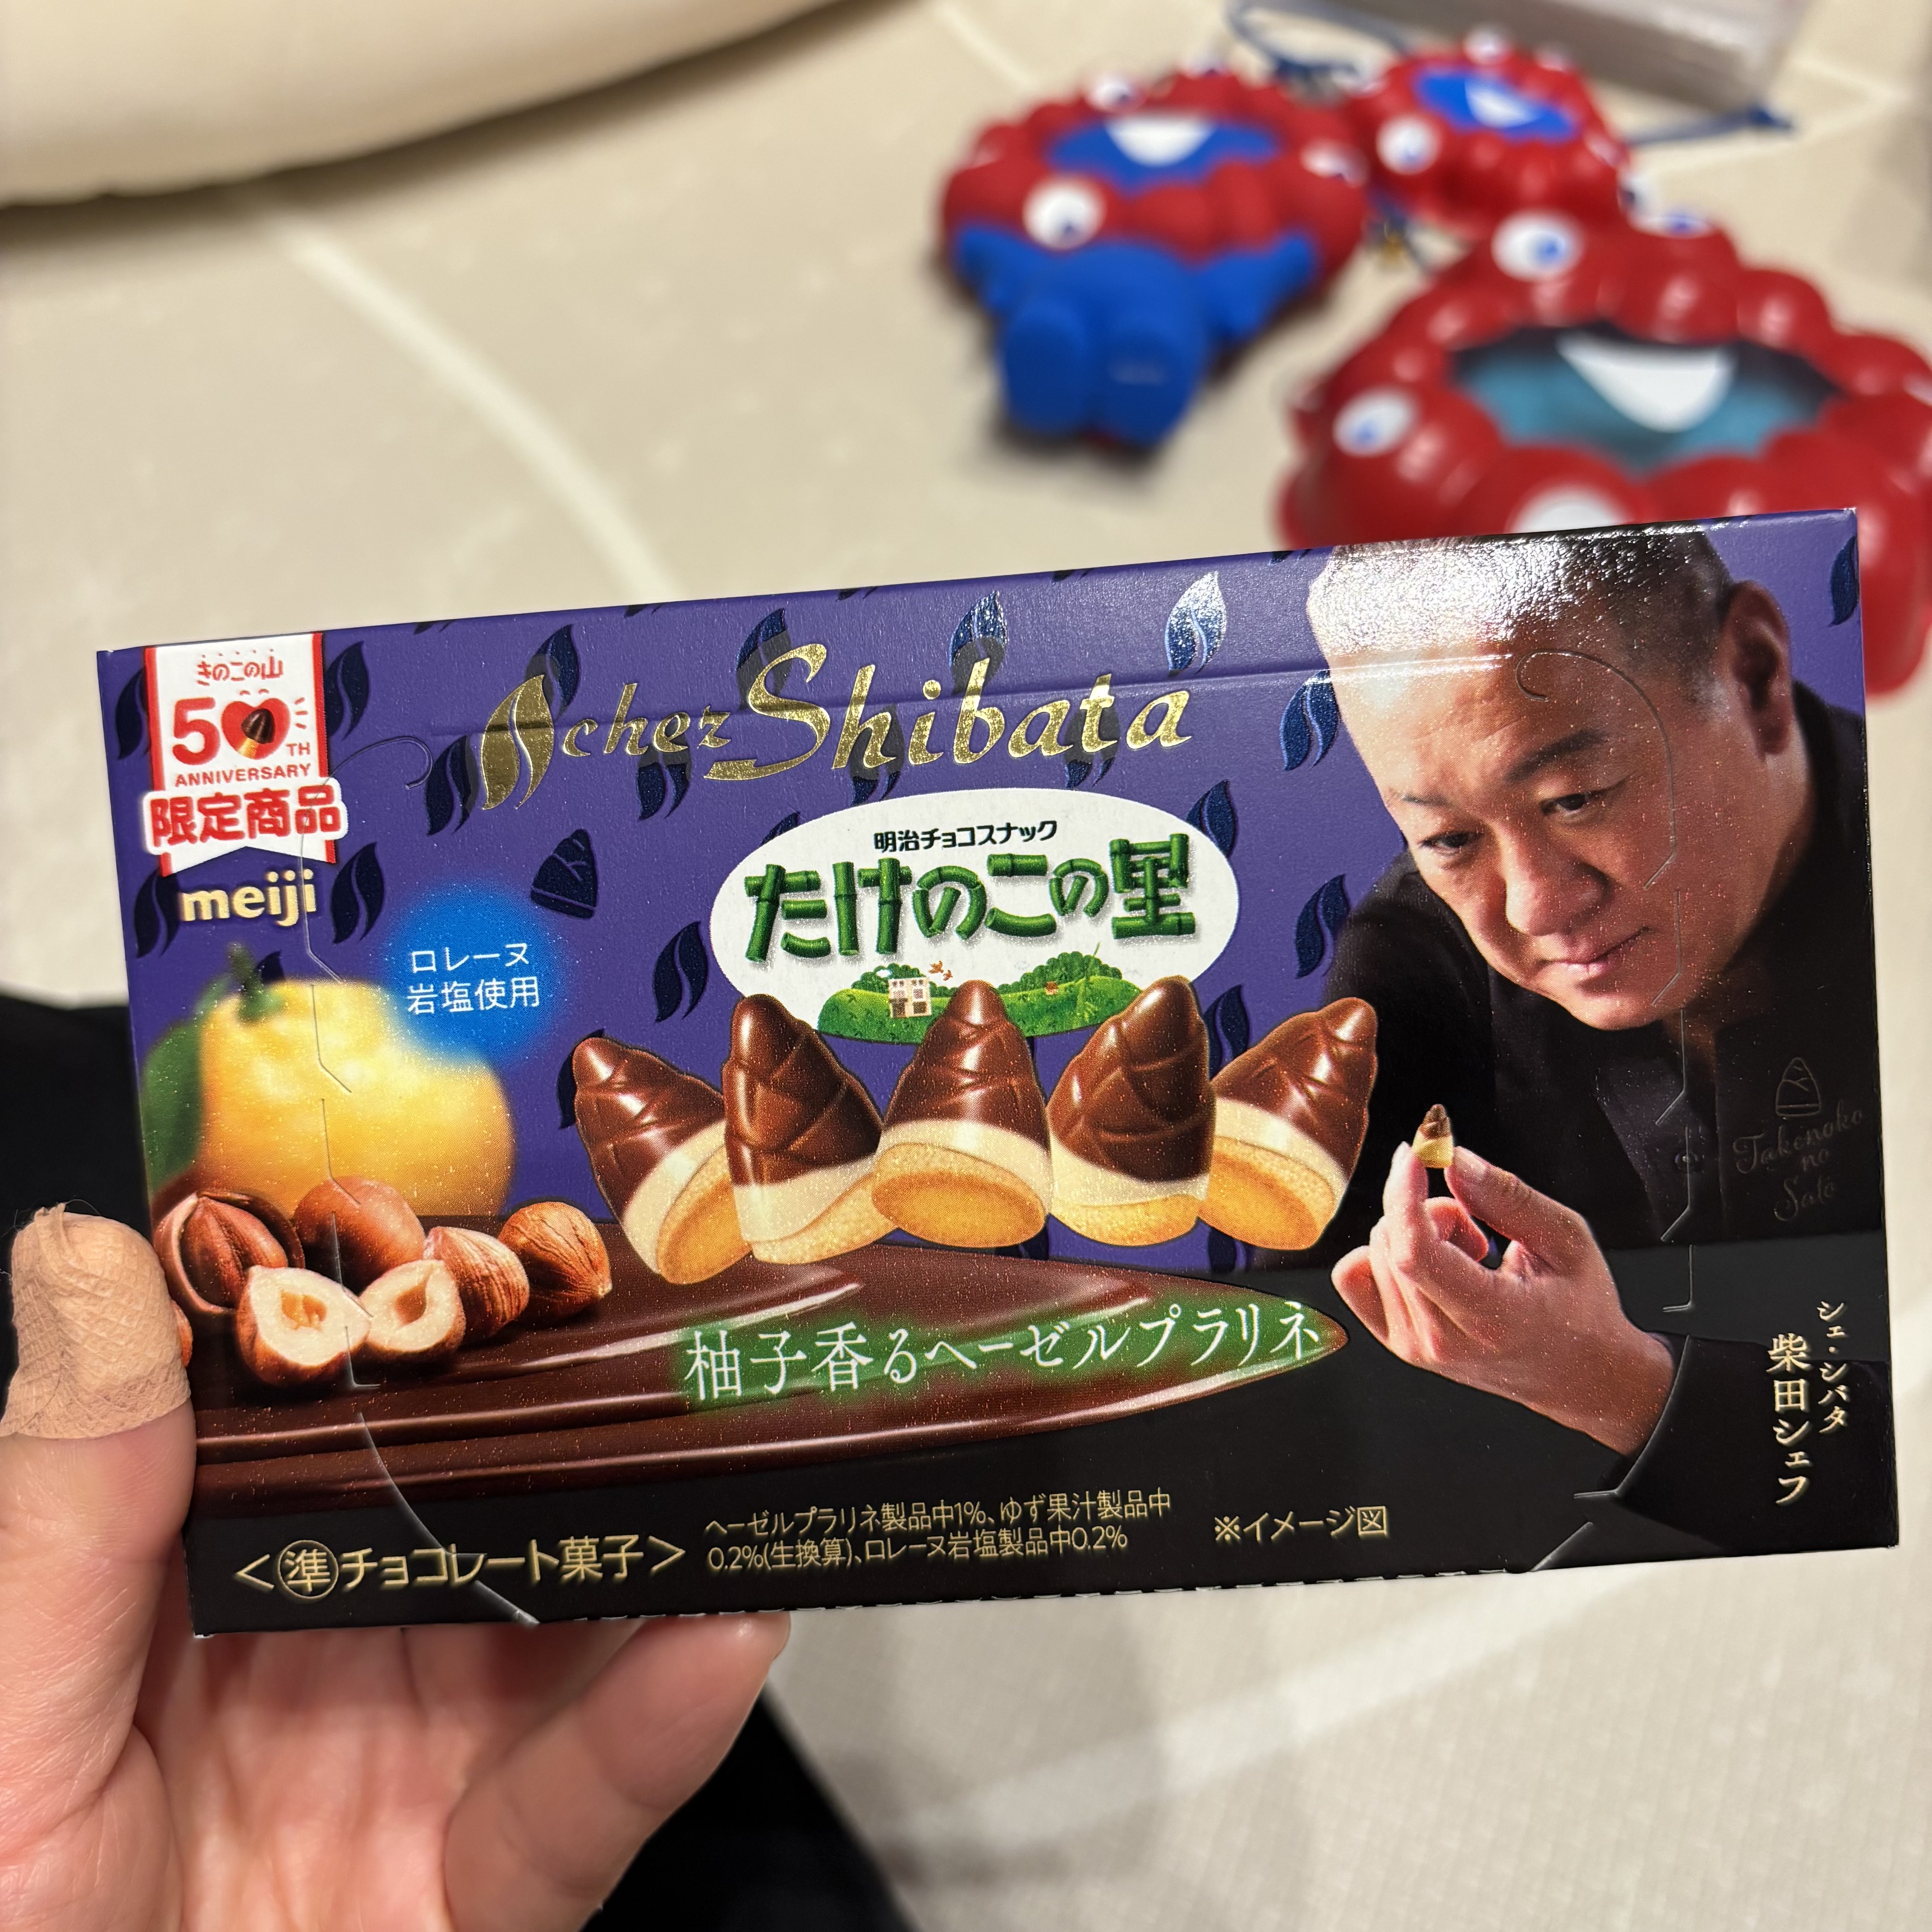 きのこの山
50TH
ANNIVERSARY
限定商品
meiji
chez Shibata
明治チョコスナック
たけのこの里
ロレーヌ
岩塩使用
柚子香るヘーゼルプラリネ
Takenoko
no
Sato
シェ・シバタ
柴田シェフ
<準チョコレート菓子>
ヘーゼルプラリネ製品中1%、ゆず果汁製品中
0.2%(生換算)、ロレーヌ岩塩製品中0.2%
※イメージ図